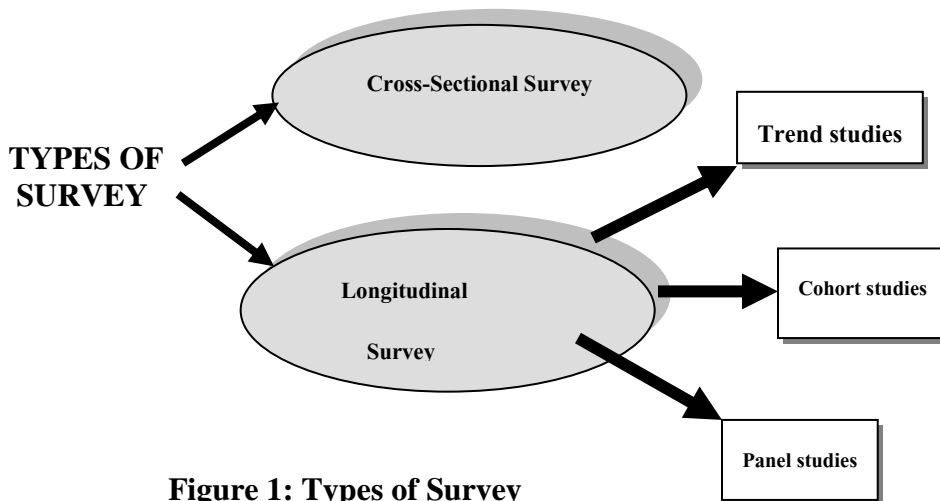 TYPES OF
SURVEY
Cross-Sectional Survey
Longitudinal
Survey
Trend studies
Cohort studies
Panel studies
Figure 1: Types of Survey